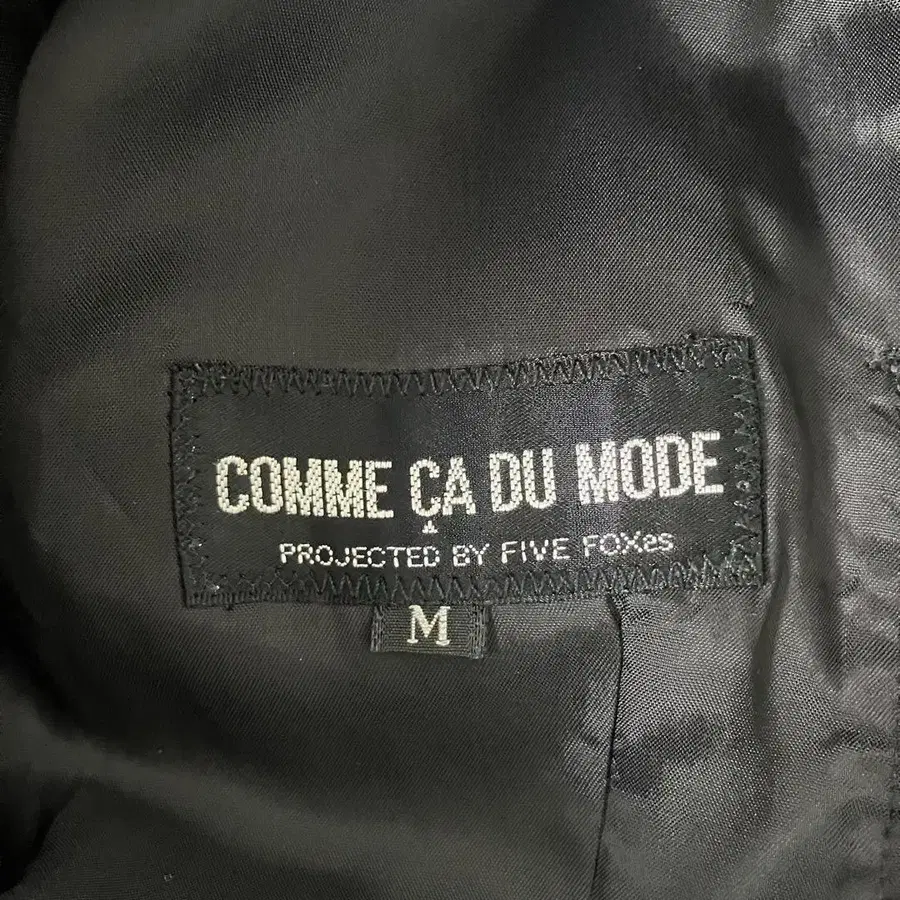 COMME ÇA DU MODE
PROJECTED BY FIVE FOXes
M